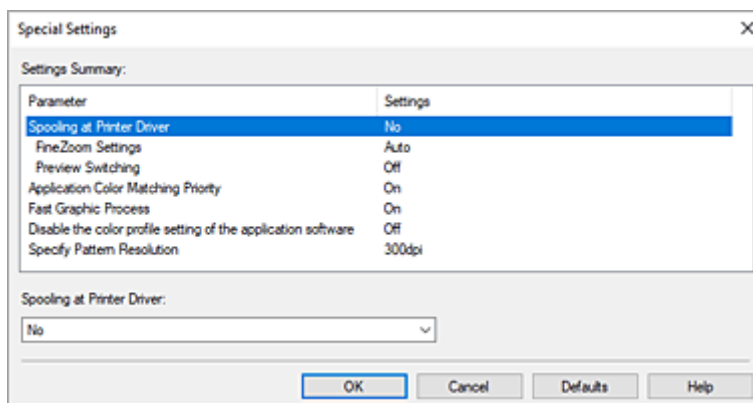 Special Settings
Settings Summary:
Parameter Settings
Spooling at Printer Driver No
FineZoom Settings Auto
Preview Switching Off
Application Color Matching Priority On
Fast Graphic Process On
Disable the color profile setting of the application software Off
Specify Pattern Resolution 300dpi
Spooling at Printer Driver:
No
OK Cancel Defaults Help